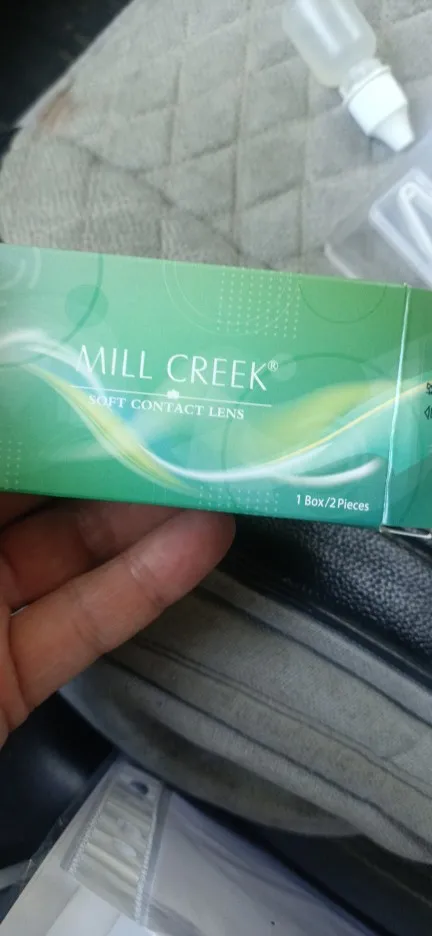 MILL CREEK®
SOFT CONTACT LENS
1 Box/2 Pieces